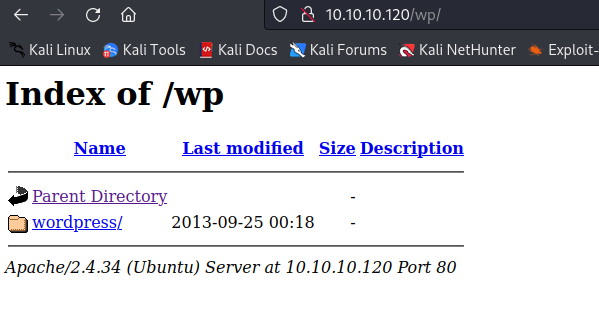 10.10.10.120/wp/
Kali Linux Kali Tools Kali Docs Kali Forums Kali NetHunter Exploit-
Index of /wp
Name Last modified Size Description
Parent Directory -
wordpress/ 2013-09-25 00:18 -
Apache/2.4.34 (Ubuntu) Server at 10.10.10.120 Port 80